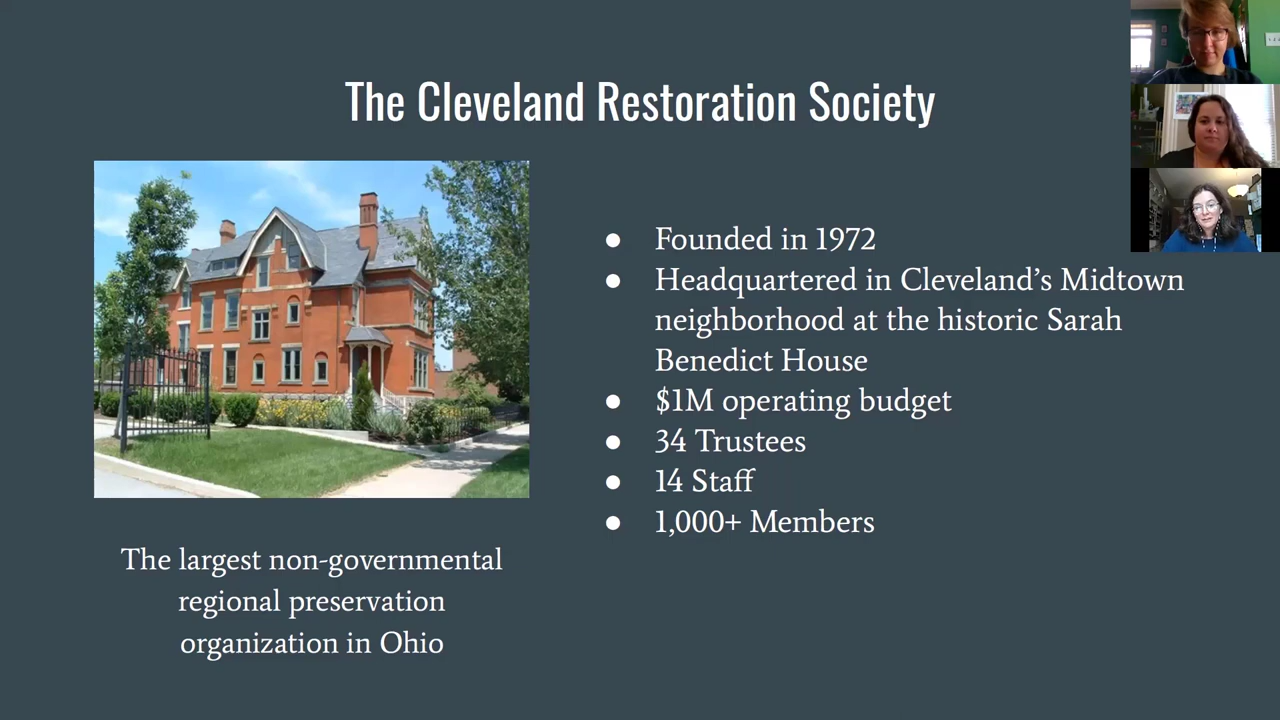 The Cleveland Restoration Society
● Founded in 1972
● Headquartered in Cleveland’s Midtown
neighborhood at the historic Sarah
Benedict House
● $1M operating budget
● 34 Trustees
● 14 Staff
● 1,000+ Members
The largest non-governmental
regional preservation
organization in Ohio